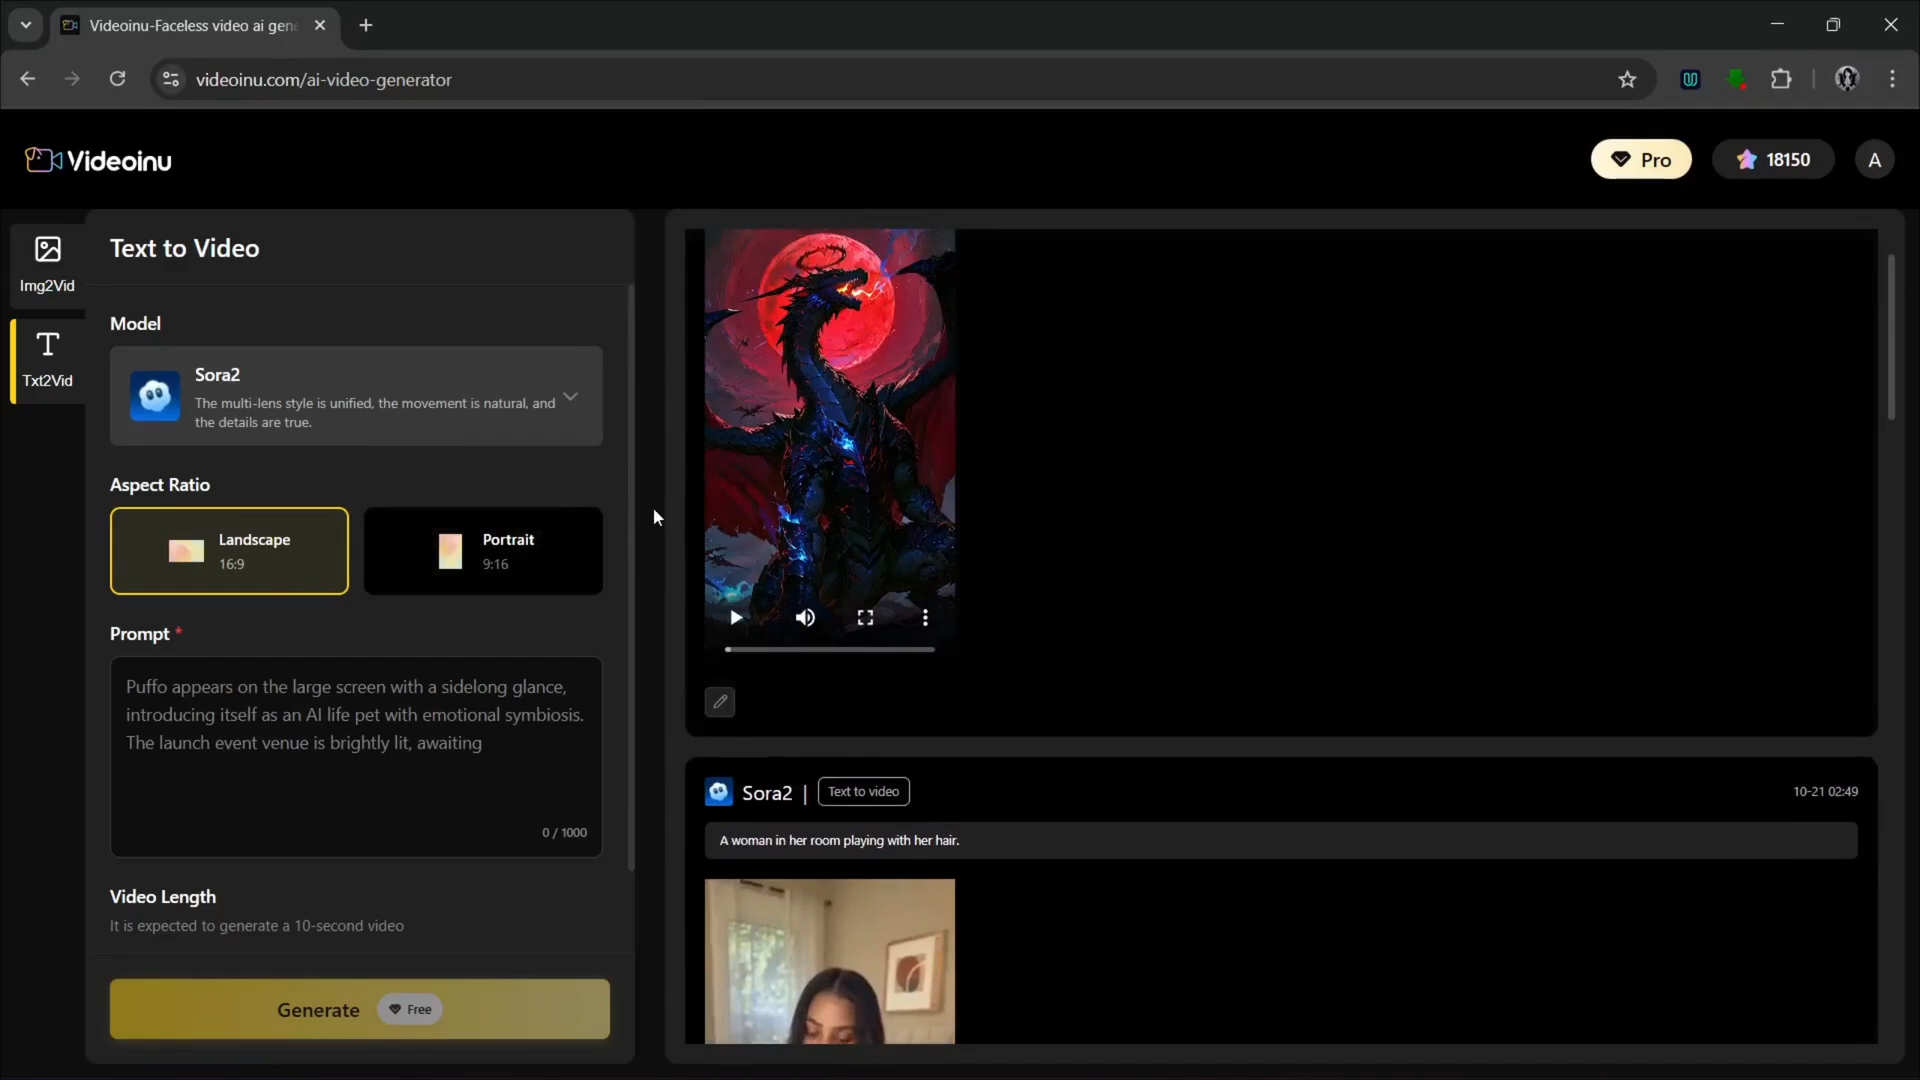 Videoinu-Faceless video ai gene
videoinu.com/ai-video-generator
Videoinu
Pro
18150
A
Img2Vid
Txt2Vid
Text to Video
Model
Sora2
The multi-lens style is unified, the movement is natural, and
the details are true.
Aspect Ratio
Landscape
16:9
Portrait
9:16
Prompt *
Puffo appears on the large screen with a sidelong glance,
introducing itself as an AI life pet with emotional symbiosis.
The launch event venue is brightly lit, awaiting
0 / 1000
Video Length
It is expected to generate a 10-second video
Generate
Free
Sora2 | Text to video
10-21 02:49
A woman in her room playing with her hair.